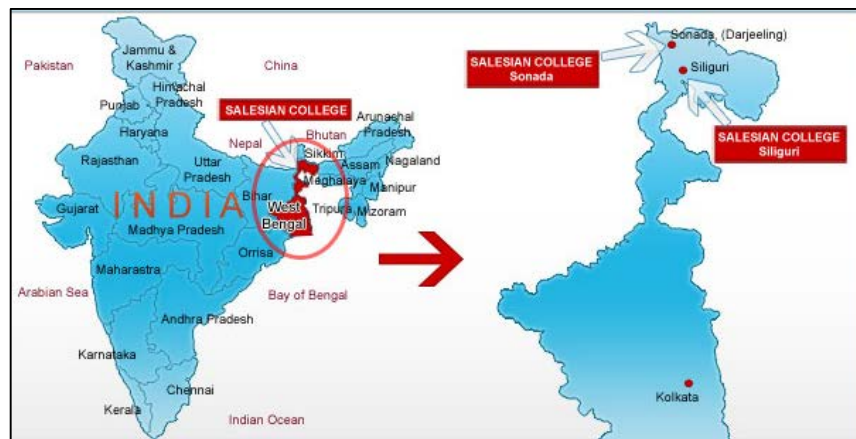 Jammu &
Kashmir
Pakistan
China
Himachal
Pradesh
Punjab
Haryana
SALESIAN COLLEGE
Arunachal
Pradesh
Nepal
Bhutan
Sikkim
Rajasthan
Uttar
Pradesh
Assam
Nagaland
Meghalaya
Bihar
Manipur
INDIA
Gujarat
West
Bengal
Tripura
Mizoram
Madhya Pradesh
Orrisa
Maharastra
Arabian Sea
Bay of Bengal
Andhra Pradesh
Karnataka
Chennai
Kerala
Indian Ocean
Sonada, (Darjeeling)
SALESIAN COLLEGE
Sonada
Siliguri
SALESIAN COLLEGE
Siliguri
Kolkata